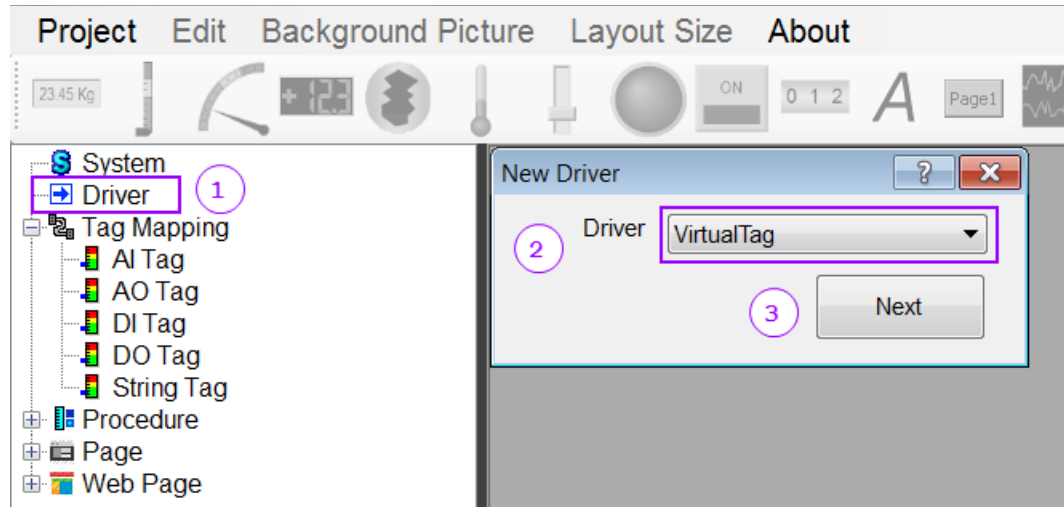 Project Edit Background Picture Layout Size About
23.45 Kg +12.3 ON 0 1 2 A Page1
System
Driver 1
Tag Mapping
AI Tag
AO Tag
DI Tag
DO Tag
String Tag
Procedure
Page
Web Page
New Driver ?
2 Driver VirtualTag
3 Next